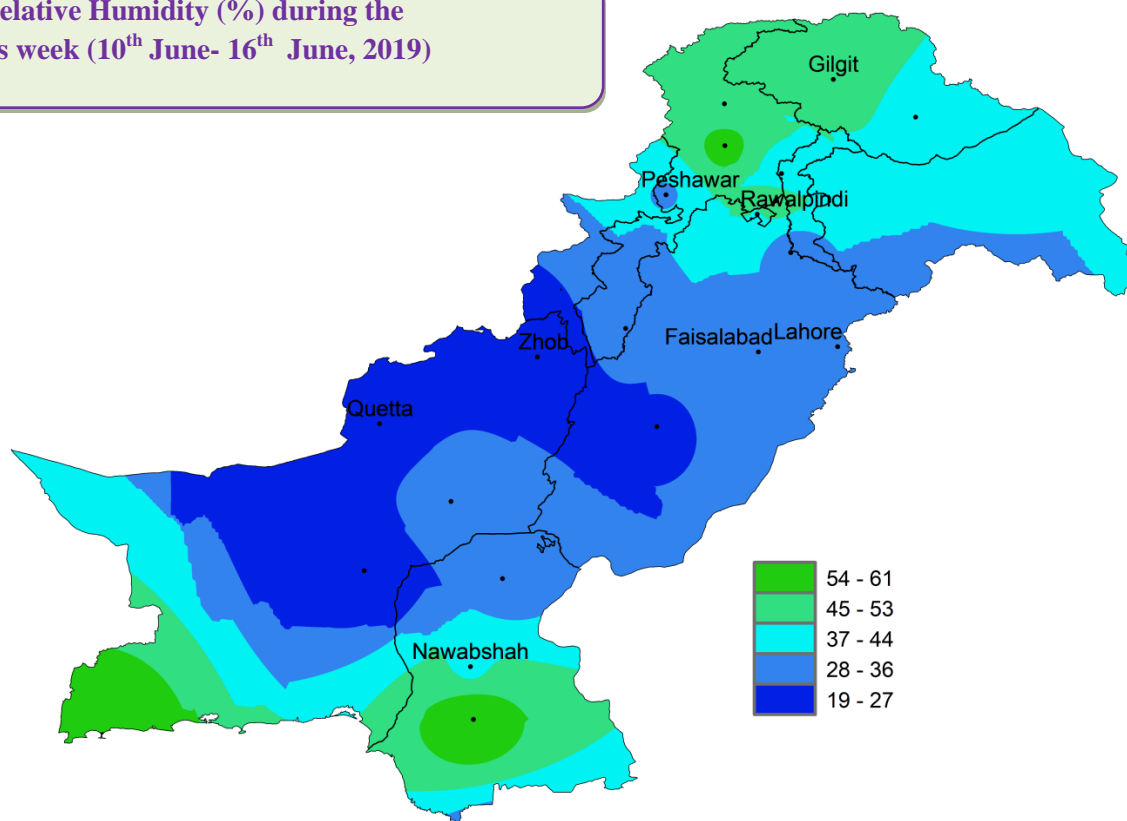 elative Humidity (%) during the
s week (10th June- 16th June, 2019)
Gilgit
Peshawar
Rawalpindi
Zhob
Faisalabad
Lahore
Quetta
Nawabshah
54 - 61
45 - 53
37 - 44
28 - 36
19 - 27